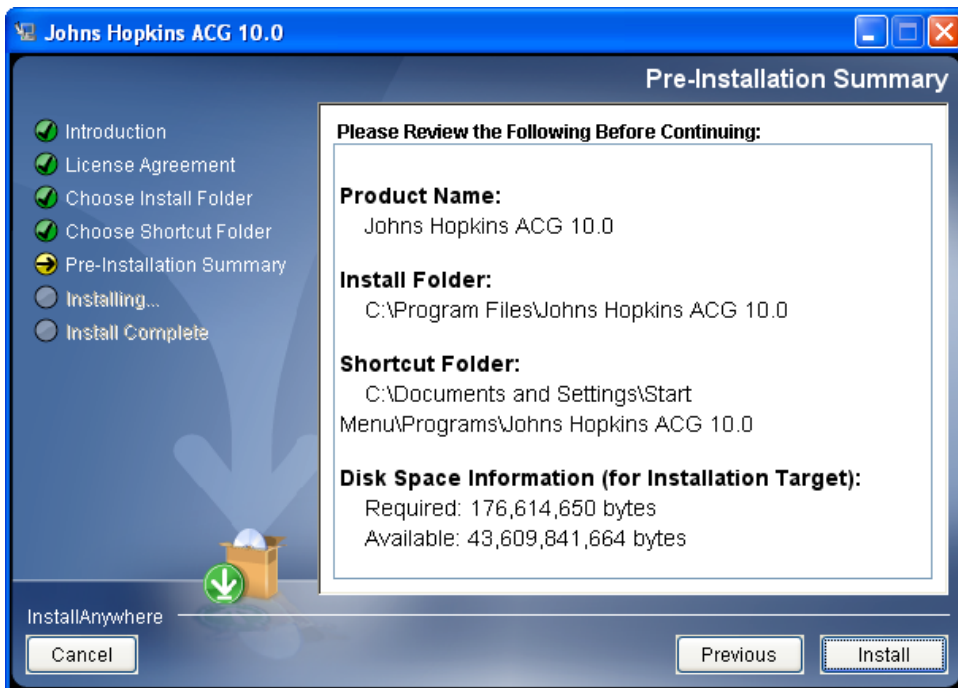 Johns Hopkins ACG 10.0
Pre-Installation Summary
Introduction
License Agreement
Choose Install Folder
Choose Shortcut Folder
Pre-Installation Summary
Installing...
Install Complete
Please Review the Following Before Continuing:
Product Name:
Johns Hopkins ACG 10.0
Install Folder:
C:\Program Files\Johns Hopkins ACG 10.0
Shortcut Folder:
C:\Documents and Settings\Start
Menu\Programs\Johns Hopkins ACG 10.0
Disk Space Information (for Installation Target):
Required: 176,614,650 bytes
Available: 43,609,841,664 bytes
InstallAnywhere
Cancel
Previous
Install